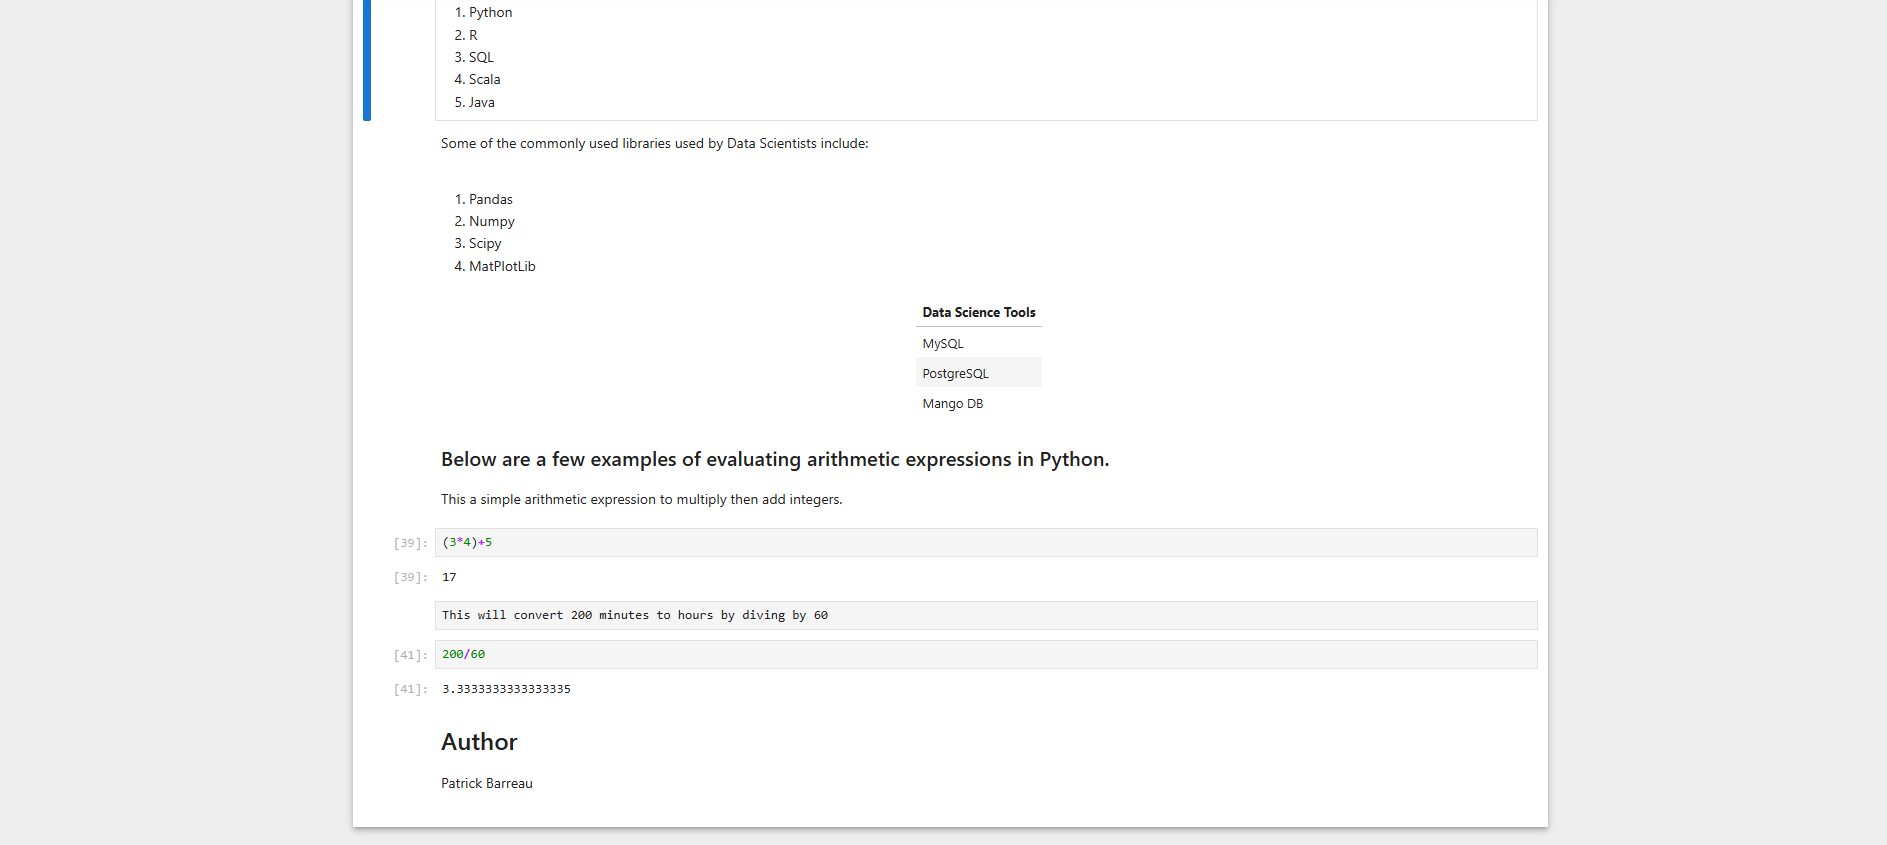 1. Python
2. R
3. SQL
4. Scala
5. Java
Some of the commonly used libraries used by Data Scientists include:
1. Pandas
2. Numpy
3. Scipy
4. MatPlotLib
Data Science Tools
MySQL
PostgreSQL
Mango DB
Below are a few examples of evaluating arithmetic expressions in Python.
This a simple arithmetic expression to multiply then add integers.
[39]: (3*4)+5
[39]: 17
This will convert 200 minutes to hours by diving by 60
[41]: 200/60
[41]: 3.3333333333333335
Author
Patrick Barreau